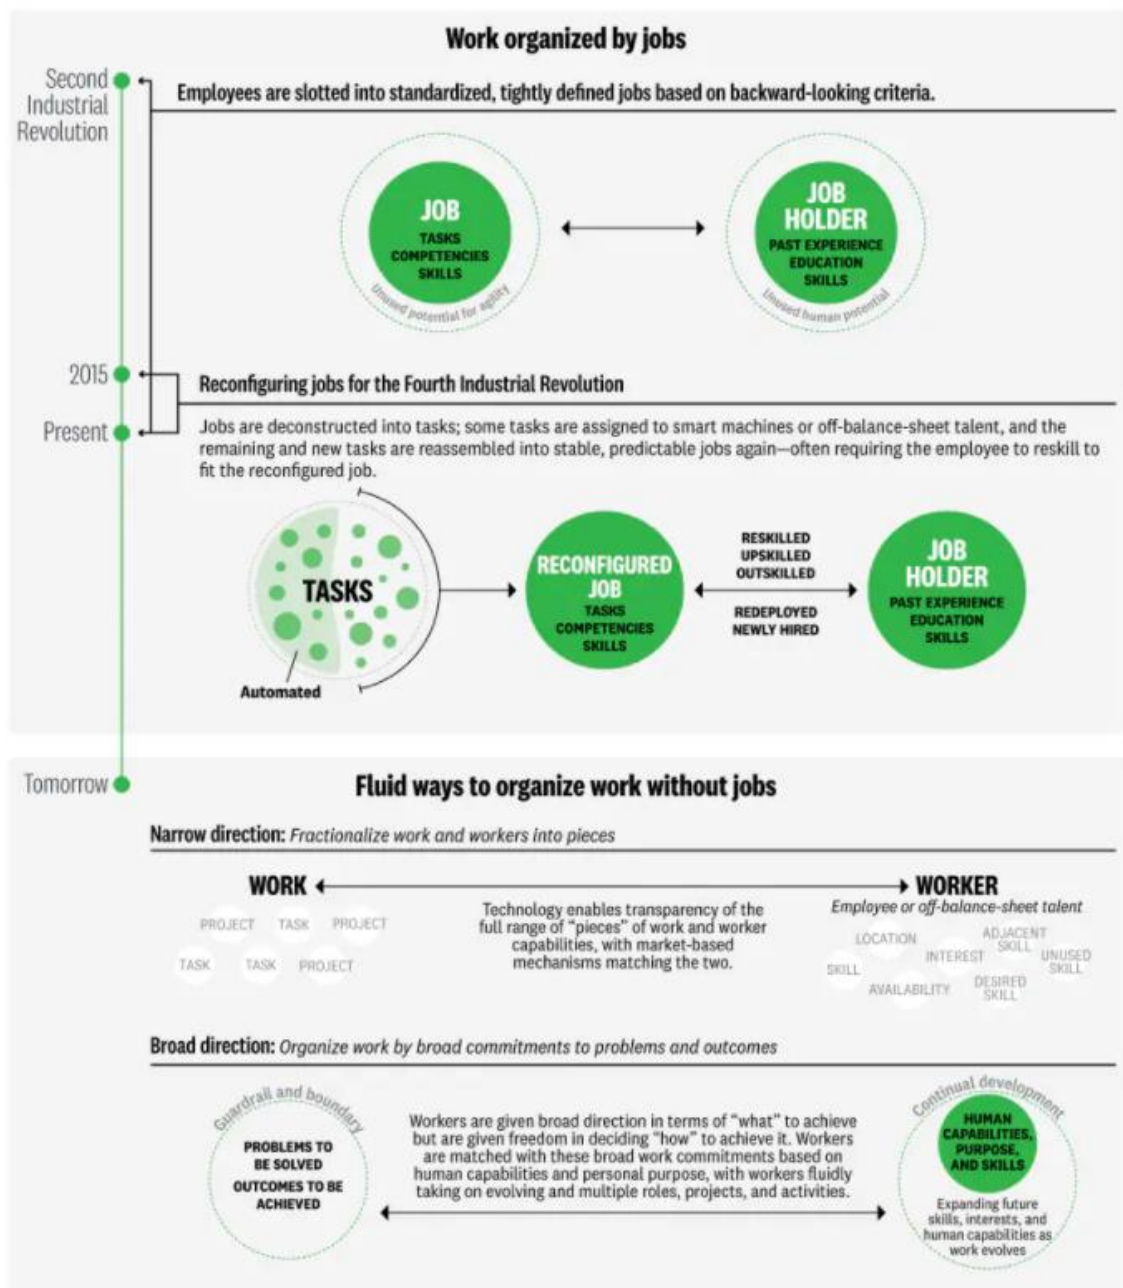 Work organized by jobs
Second
Industrial
Revolution
Employees are slotted into standardized, tightly defined jobs based on backward-looking criteria.
JOB
TASKS
COMPETENCIES
SKILLS
Unused potential for agility
JOB
HOLDER
PAST EXPERIENCE
EDUCATION
SKILLS
Unused human potential
2015
Reconfiguring jobs for the Fourth Industrial Revolution
Present
Jobs are deconstructed into tasks; some tasks are assigned to smart machines or off-balance-sheet talent, and the
remaining and new tasks are reassembled into stable, predictable jobs again—often requiring the employee to reskill to
fit the reconfigured job.
TASKS
Automated
RECONFIGURED
JOB
TASKS
COMPETENCIES
SKILLS
RESKILLED
UPSKILLED
OUTSKILLED
REDEPLOYED
NEWLY HIRED
JOB
HOLDER
PAST EXPERIENCE
EDUCATION
SKILLS
Tomorrow
Fluid ways to organize work without jobs
Narrow direction: Fractionalize work and workers into pieces
WORK
PROJECT TASK PROJECT
TASK TASK PROJECT
Technology enables transparency of the
full range of “pieces” of work and worker
capabilities, with market-based
mechanisms matching the two.
WORKER
Employee or off-balance-sheet talent
LOCATION
ADJACENT
SKILL
INTEREST
UNUSED
SKILL
SKILL
AVAILABILITY
DESIRED
SKILL
Broad direction: Organize work by broad commitments to problems and outcomes
Guardrail and boundary
PROBLEMS TO
BE SOLVED
OUTCOMES TO BE
ACHIEVED
Workers are given broad direction in terms of “what” to achieve
but are given freedom in deciding “how” to achieve it. Workers
are matched with these broad work commitments based on
human capabilities and personal purpose, with workers fluidly
taking on evolving and multiple roles, projects, and activities.
Continual development
HUMAN
CAPABILITIES,
PURPOSE,
AND SKILLS
Expanding future
skills, interests, and
human capabilities as
work evolves